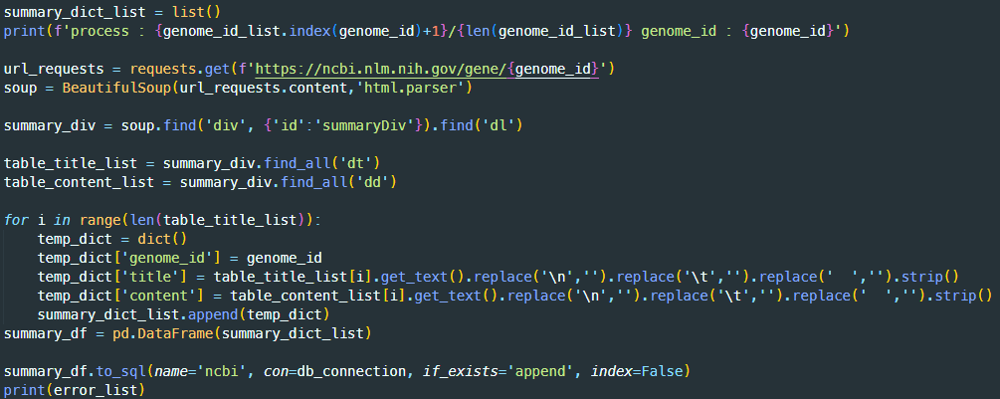 summary_dict_list = list()
print(f'process : {genome_id_list.index(genome_id)+1}/{len(genome_id_list)} genome_id : {genome_id}')
url_requests = requests.get(f'https://ncbi.nlm.nih.gov/gene/{genome_id}')
soup = BeautifulSoup(url_requests.content,'html.parser')
summary_div = soup.find('div', {'id':'summaryDiv'}).find('dl')
table_title_list = summary_div.find_all('dt')
table_content_list = summary_div.find_all('dd')
for i in range(len(table_title_list)):
    temp_dict = dict()
    temp_dict['genome_id'] = genome_id
    temp_dict['title'] = table_title_list[i].get_text().replace('\n','').replace('\t','').replace('  ','').strip()
    temp_dict['content'] = table_content_list[i].get_text().replace('\n','').replace('\t','').replace('  ','').strip()
    summary_dict_list.append(temp_dict)
summary_df = pd.DataFrame(summary_dict_list)
summary_df.to_sql(name='ncbi', con=db_connection, if_exists='append', index=False)
print(error_list)